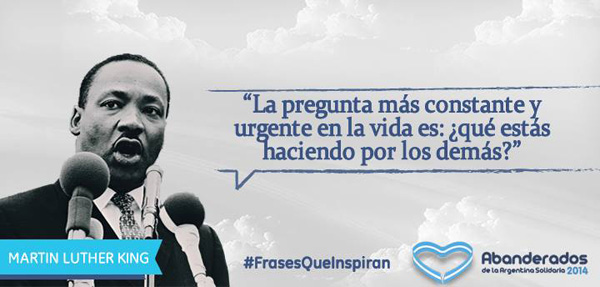 “La pregunta más constante y
urgente en la vida es: ¿qué estás
haciendo por los demás?”
MARTIN LUTHER KING
#FrasesQueInspiran
Abanderados
de la Argentina Solidaria 2014